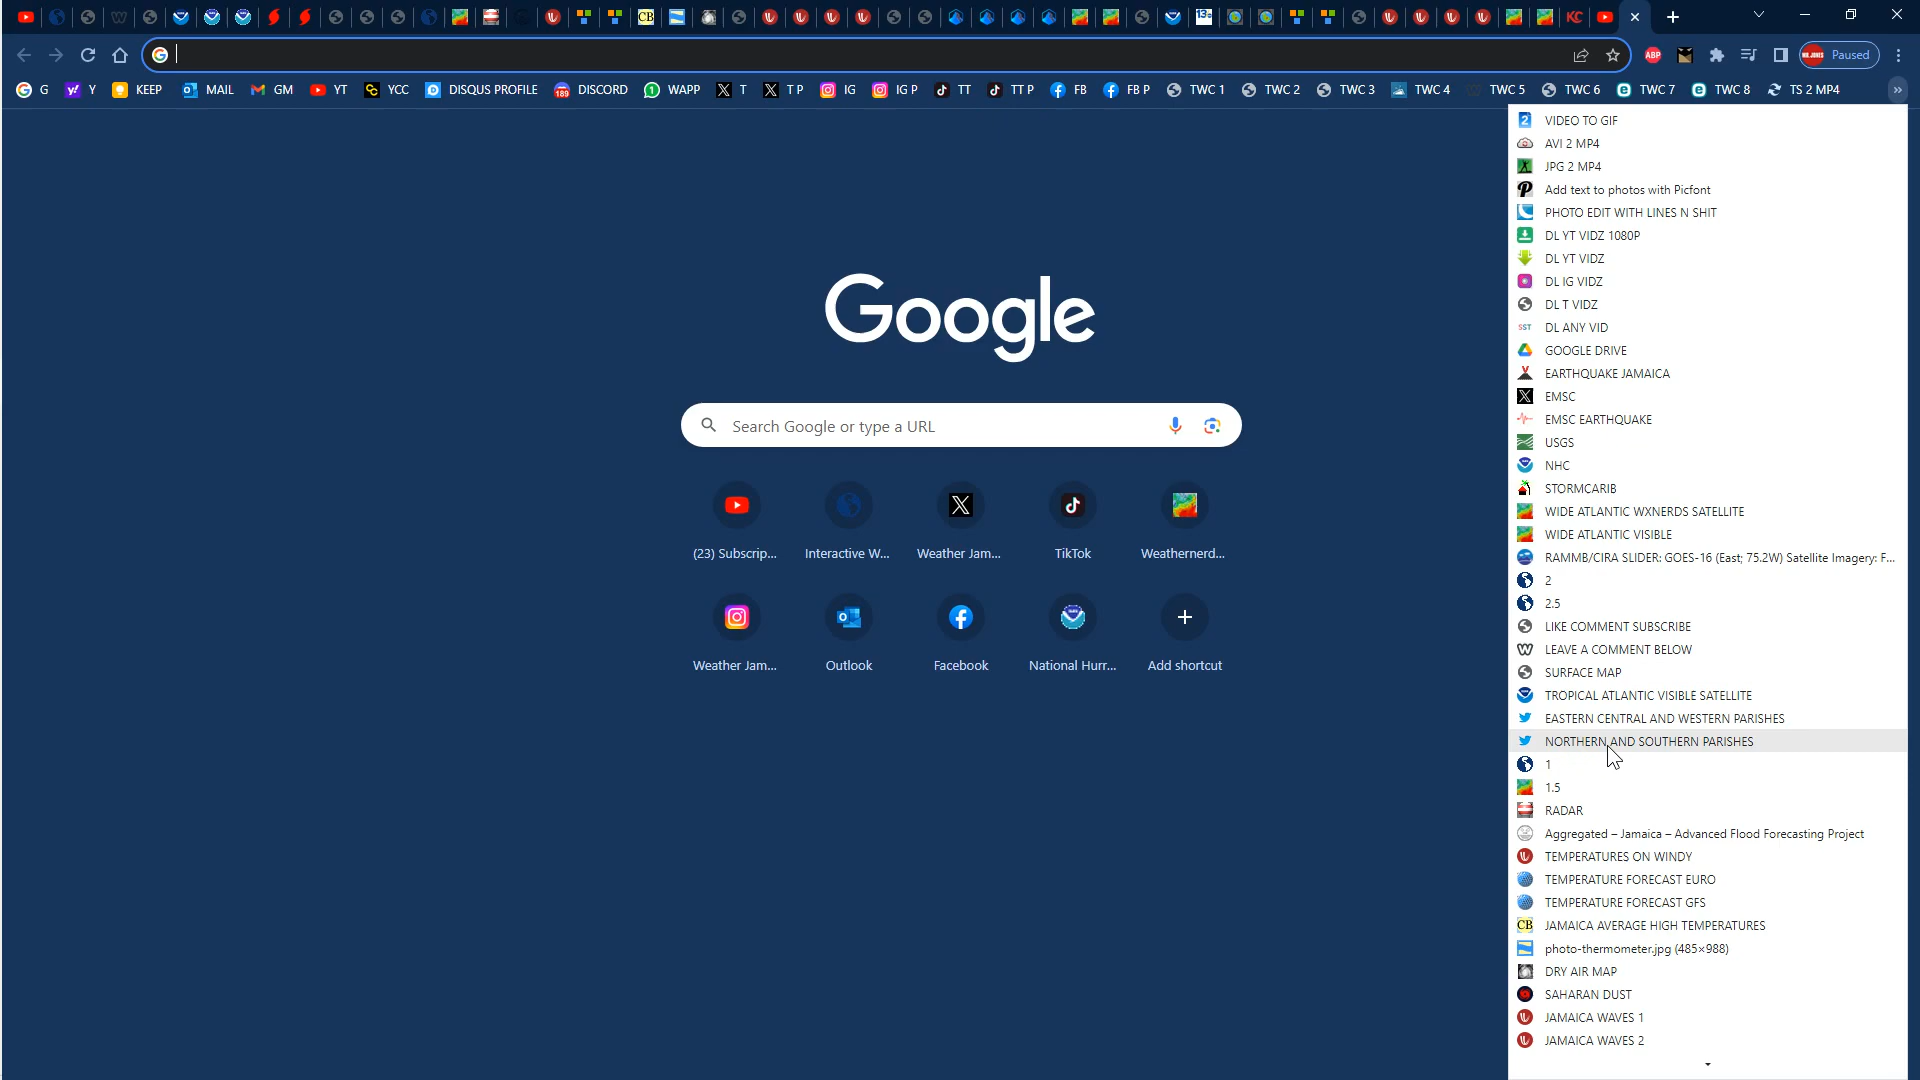 CB
13
ABP
Paused
G
Y
KEEP
MAIL
GM
YT
YCC
DISQUS PROFILE
189
DISCORD
WAPP
T
T P
IG
IG P
TT
TT P
FB
FB P
TWC 1
TWC 2
TWC 3
TWC 4
TWC 5
TWC 6
TWC 7
TWC 8
TS 2 MP4
»
Google
Search Google or type a URL
(23) Subscrip...
Interactive W...
Weather Jam...
TikTok
Weathernerd...
Weather Jam...
Outlook
Facebook
National Hurr...
Add shortcut
VIDEO TO GIF
AVI 2 MP4
JPG 2 MP4
Add text to photos with Picfont
PHOTO EDIT WITH LINES N SHIT
DL YT VIDZ 1080P
DL YT VIDZ
DL IG VIDZ
DL T VIDZ
SST DL ANY VID
GOOGLE DRIVE
EARTHQUAKE JAMAICA
EMSC
EMSC EARTHQUAKE
USGS
NHC
STORMCARIB
WIDE ATLANTIC WXNERDS SATELLITE
WIDE ATLANTIC VISIBLE
RAMMB/CIRA SLIDER: GOES-16 (East; 75.2W) Satellite Imagery: F...
2
2.5
LIKE COMMENT SUBSCRIBE
LEAVE A COMMENT BELOW
SURFACE MAP
TROPICAL ATLANTIC VISIBLE SATELLITE
EASTERN CENTRAL AND WESTERN PARISHES
NORTHERN AND SOUTHERN PARISHES
1
1.5
RADAR
Aggregated – Jamaica – Advanced Flood Forecasting Project
TEMPERATURES ON WINDY
TEMPERATURE FORECAST EURO
TEMPERATURE FORECAST GFS
CB JAMAICA AVERAGE HIGH TEMPERATURES
photo-thermometer.jpg (485×988)
DRY AIR MAP
SAHARAN DUST
JAMAICA WAVES 1
JAMAICA WAVES 2